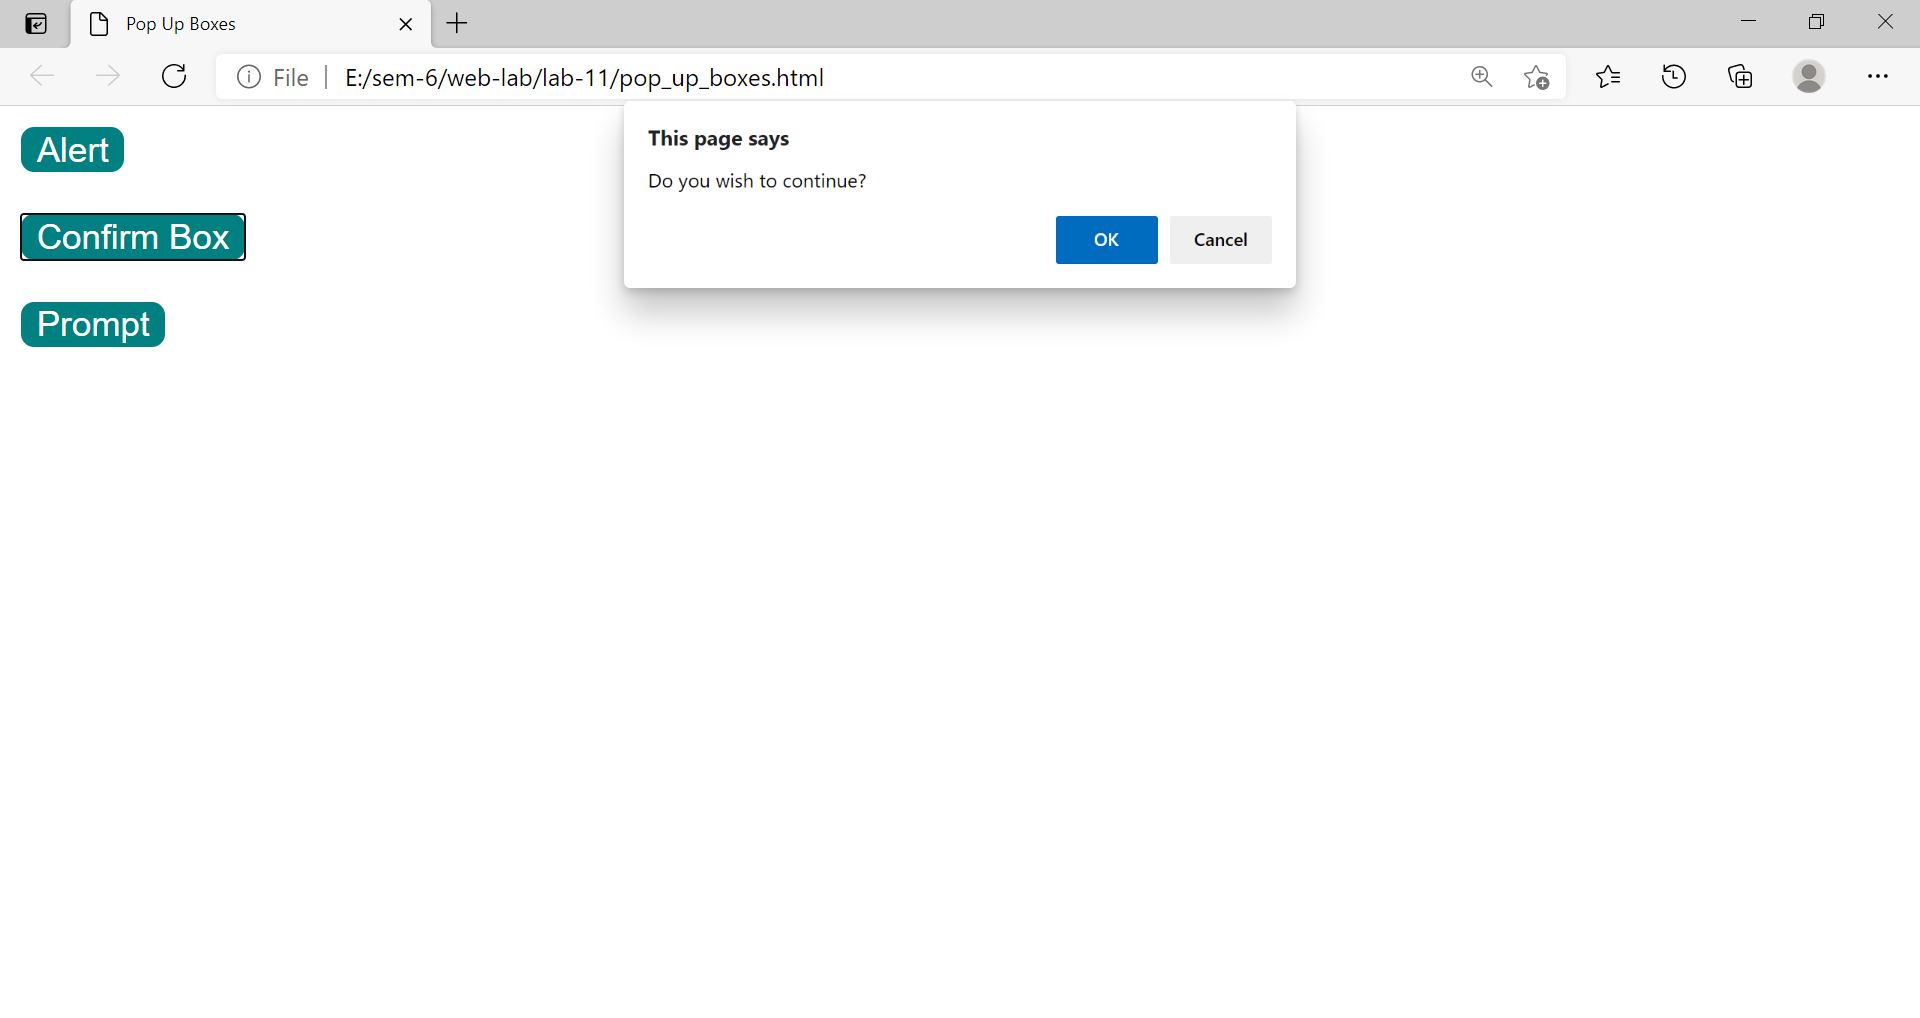 Pop Up Boxes
File E:/sem-6/web-lab/lab-11/pop_up_boxes.html
This page says
Do you wish to continue?
OK Cancel
Alert
Confirm Box
Prompt